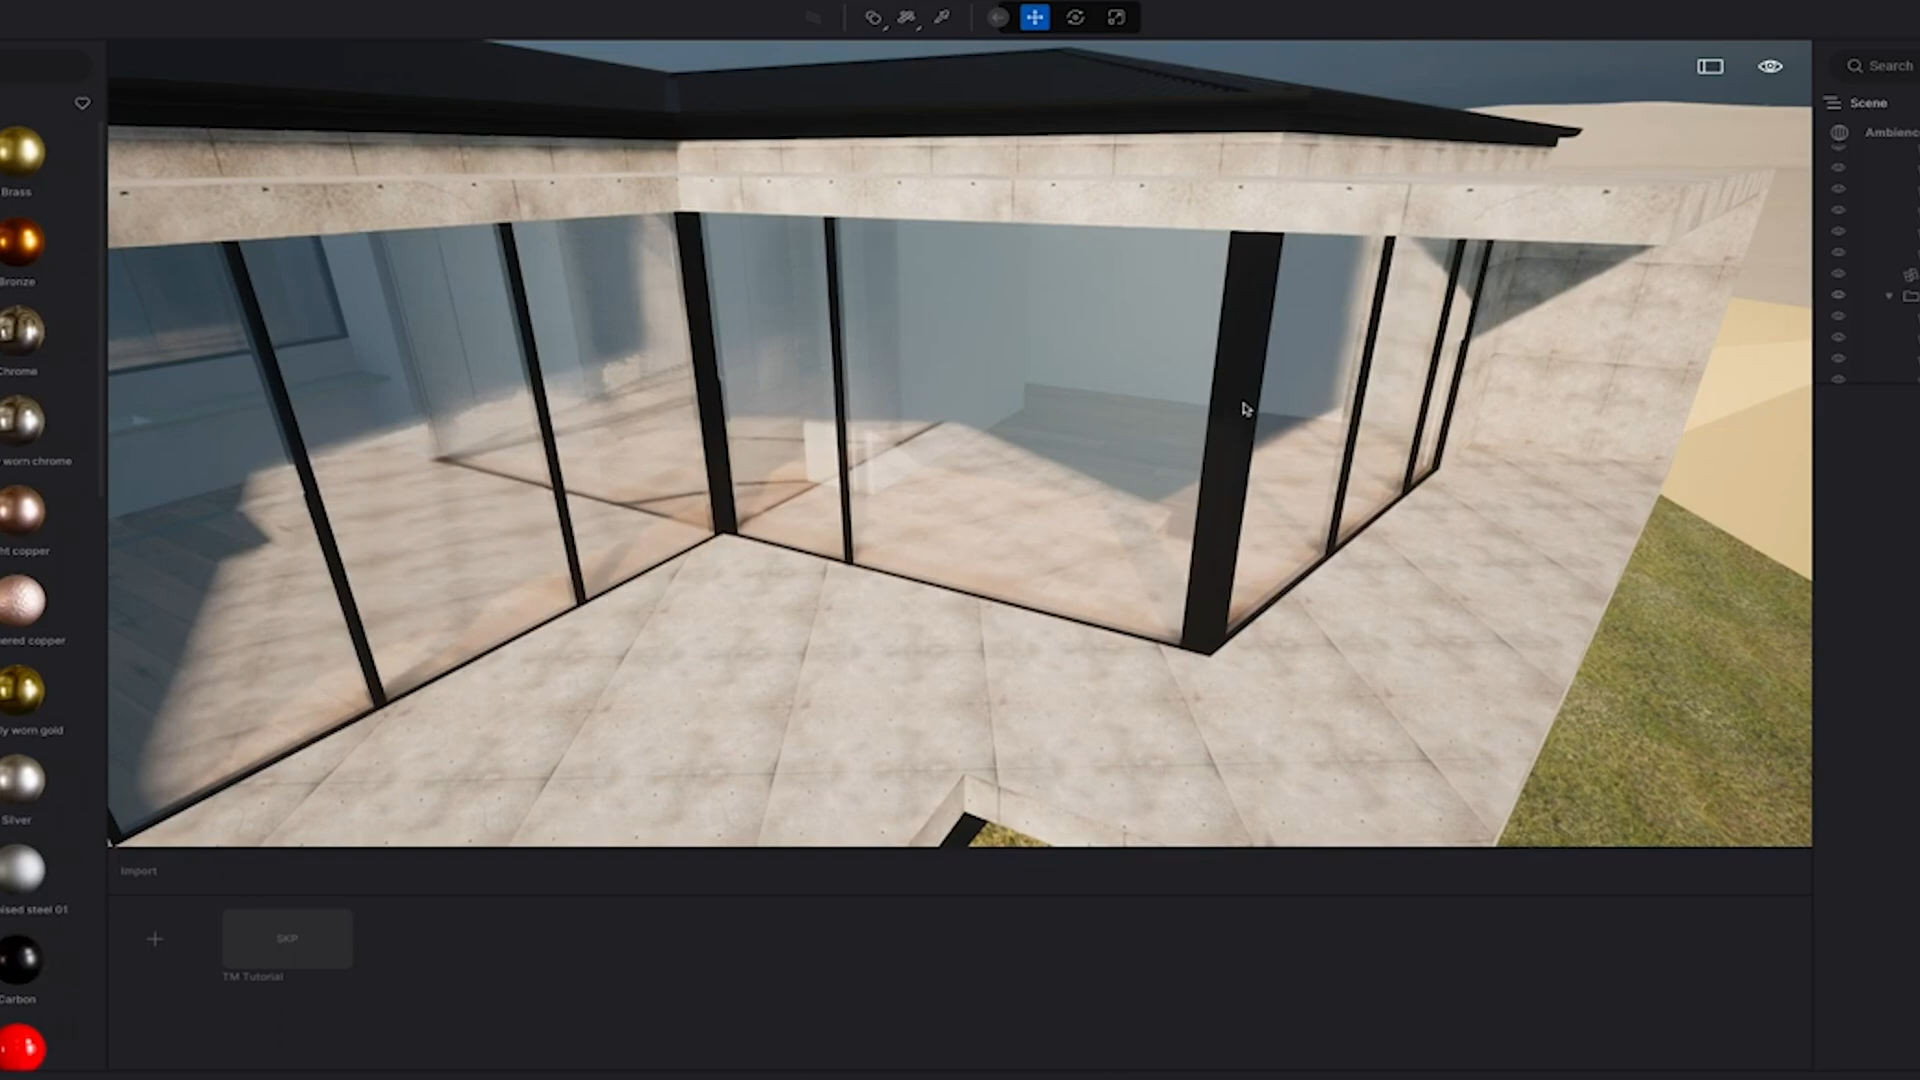 Search
Scene
Ambienc
Brass
Bronze
Chrome
worn chrome
ht copper
ered copper
ly worn gold
Silver
ised steel 01
Carbon
Import
SKP
TM Tutorial